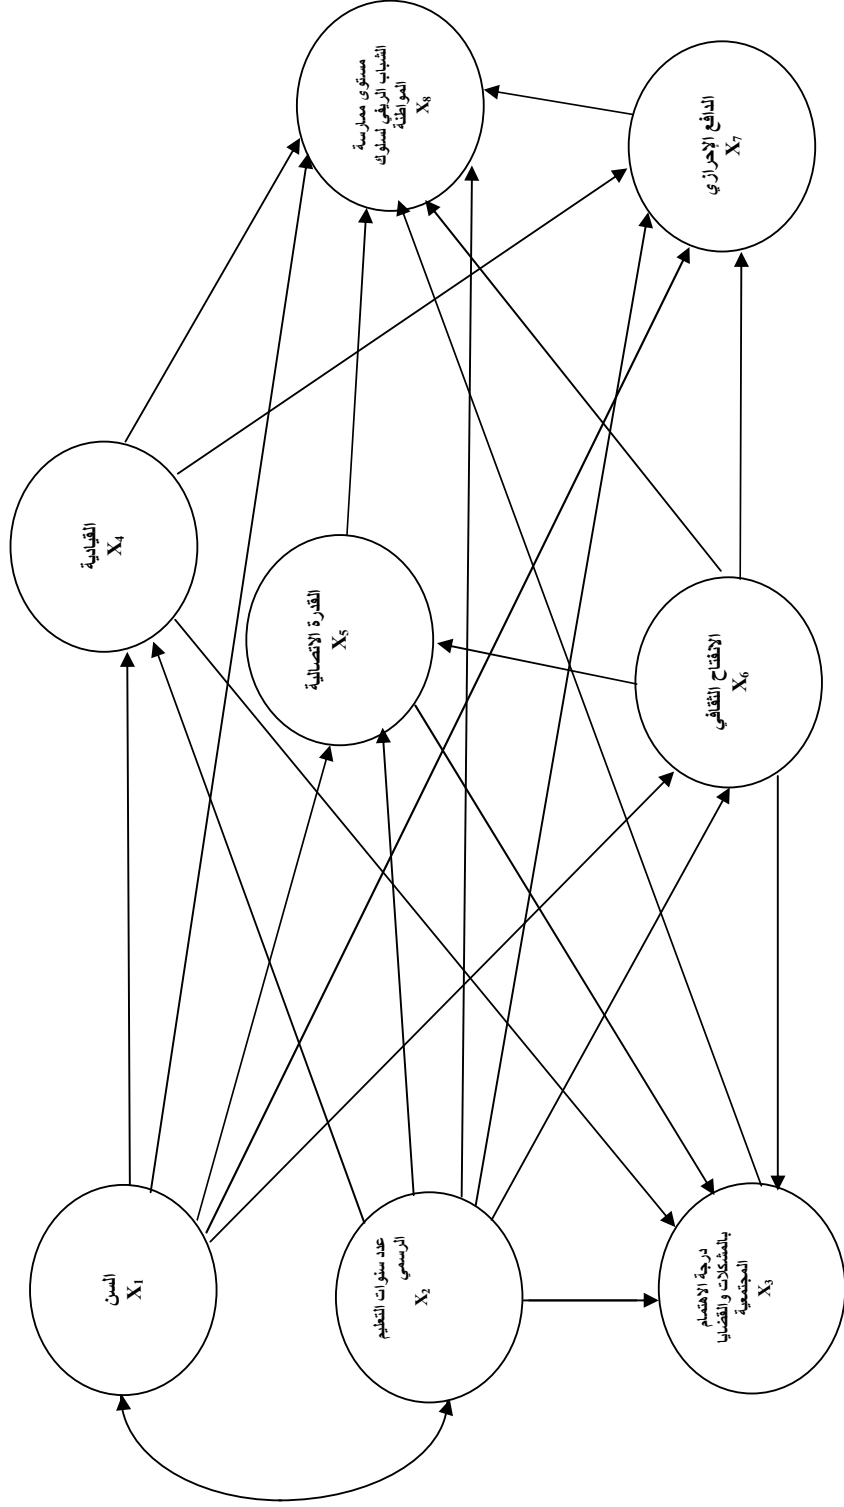 السن
X₁
عدد سنوات التعليم
الرسمي
X₂
درجة الاهتمام
بالمشكلات والقضايا
المجتمعية
X₃
القيادية
X₄
القدرة الاتصالية
X₅
الانفتاح الثقافي
X₆
الدافع الإحرازي
X₇
مستوى ممارسة
الشباب الريفي لسلوك
المواطنة
X₈